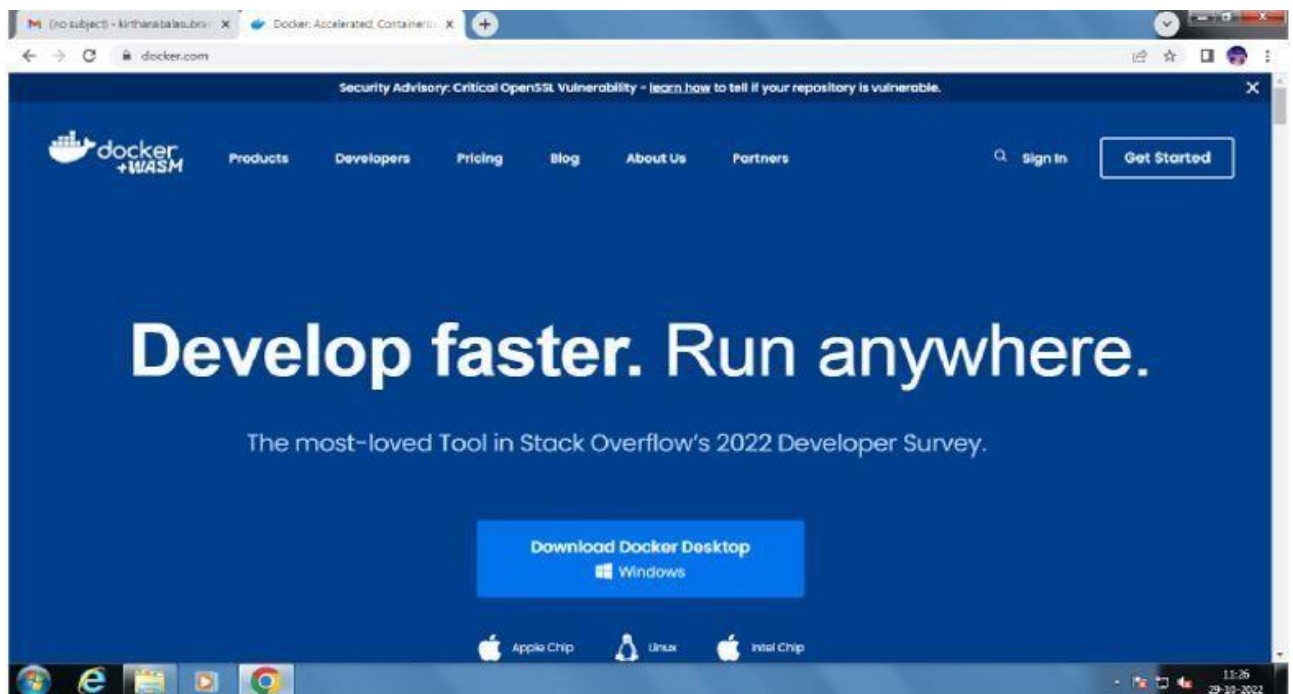 (no subject) - kirthanabalasubra
Docker: Accelerated, Container
docker.com
Security Advisory: Critical OpenSSL Vulnerability - learn how to tell if your repository is vulnerable.
docker
+WASM
Products Developers Pricing Blog About Us Partners Sign In Get Started
Develop faster. Run anywhere.
The most-loved Tool in Stack Overflow's 2022 Developer Survey.
Download Docker Desktop
Windows
Apple Chip Linux Intel Chip
11:26
29-10-2022